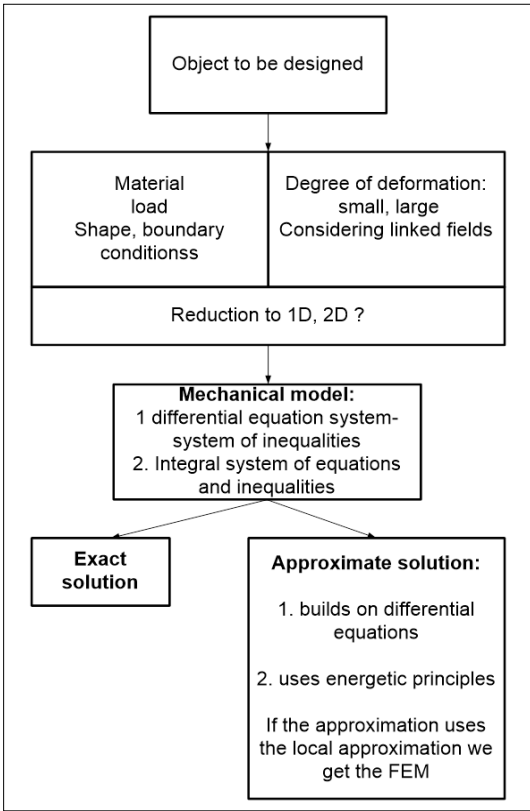 Object to be designed
Material
load
Shape, boundary
conditionss
Degree of deformation:
small, large
Considering linked fields
Reduction to 1D, 2D ?
Mechanical model:
1 differential equation system-
system of inequalities
2. Integral system of equations
and inequalities
Exact
solution
Approximate solution:
1. builds on differential
equations
2. uses energetic principles
If the approximation uses
the local approximation we
get the FEM